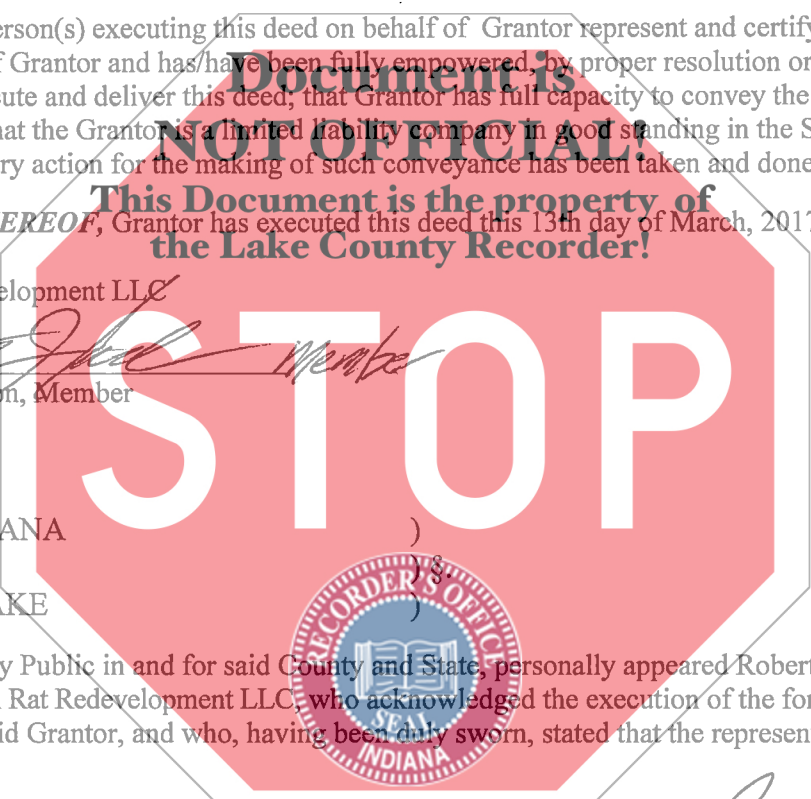 erson(s) executing this deed on behalf of Grantor represent and certify
f Grantor and has/have been fully empowered, by proper resolution or
ute and deliver this deed; that Grantor has full capacity to convey the
Document is
hat the Grantor is a limited liability company in good standing in the S
NOT OFFICIAL!
ry action for the making of such conveyance has been taken and done
This Document is the property of
EREOF, Grantor has executed this deed this 13th day of March, 2017
the Lake County Recorder!
elopment LLC
Member
on, Member
STOP
ANA )
) §.
AKE )
RECORDER'S OFFICE
SEAL
INDIANA
y Public in and for said County and State, personally appeared Robert
Rat Redevelopment LLC, who acknowledged the execution of the for
id Grantor, and who, having been duly sworn, stated that the represen